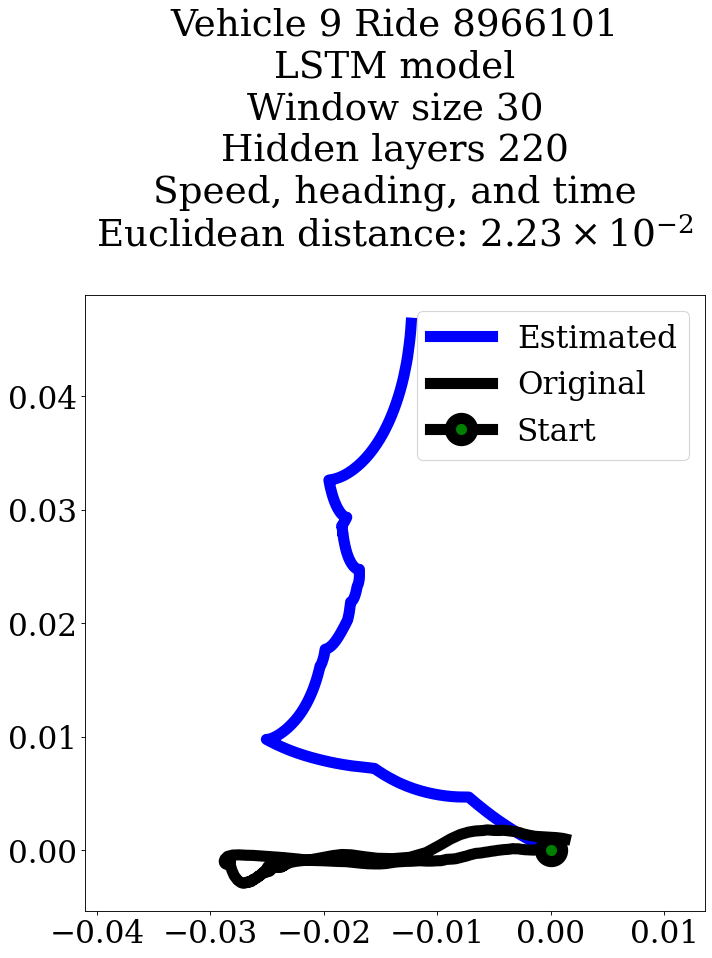 Vehicle 9 Ride 8966101
LSTM model
Window size 30
Hidden layers 220
Speed, heading, and time
Euclidean distance: 2.23 × 10⁻²
Estimated
Original
Start
0.04
0.03
0.02
0.01
0.00
−0.04 −0.03 −0.02 −0.01 0.00 0.01